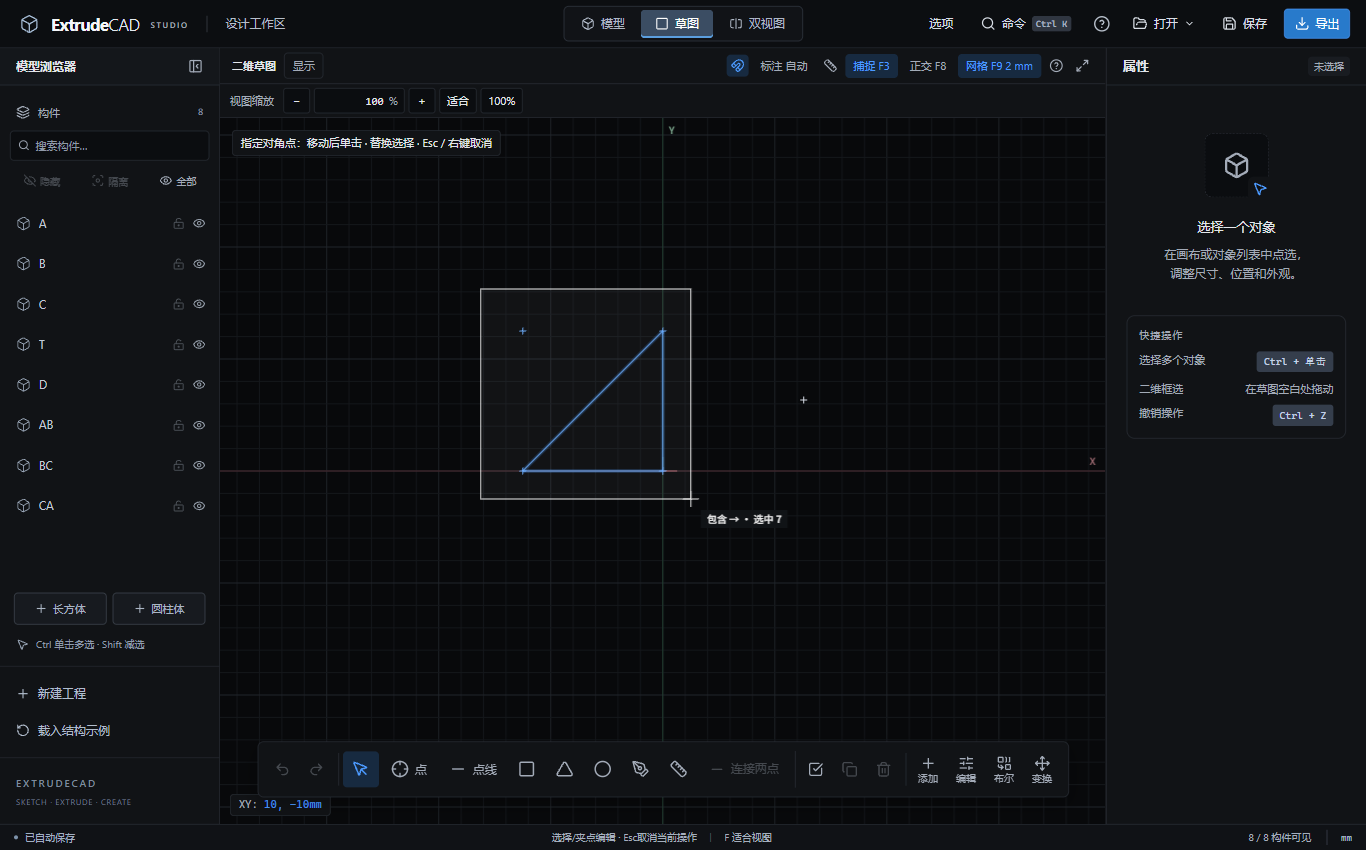 ExtrudeCAD STUDIO 设计工作区 模型 草图 双视图 选项 命令 Ctrl K 打开 保存 导出
模型浏览器
构件 8
搜索构件...
隐藏 隔离 全部
A
B
C
T
D
AB
BC
CA
长方体 圆柱体
Ctrl 单击多选 · Shift 减选
新建工程
载入结构示例
EXTRUDECAD
SKETCH · EXTRUDE · CREATE
二维草图 显示 标注 自动 捕捉 F3 正交 F8 网格 F9 2 mm
视图缩放 − 100 % + 适合 100%
指定对角点：移动后单击 · 替换选择 · Esc / 右键取消
Y
X
包含 → · 选中 7
点 点线 连接两点 添加 编辑 布尔 变换
XY: 10, −10mm
属性 未选择
选择一个对象
在画布或对象列表中点选，
调整尺寸、位置和外观。
快捷操作
选择多个对象 Ctrl + 单击
二维框选 在草图空白处拖动
撤销操作 Ctrl + Z
已自动保存 选择/夹点编辑 · Esc取消当前操作 F 适合视图 8 / 8 构件可见 mm